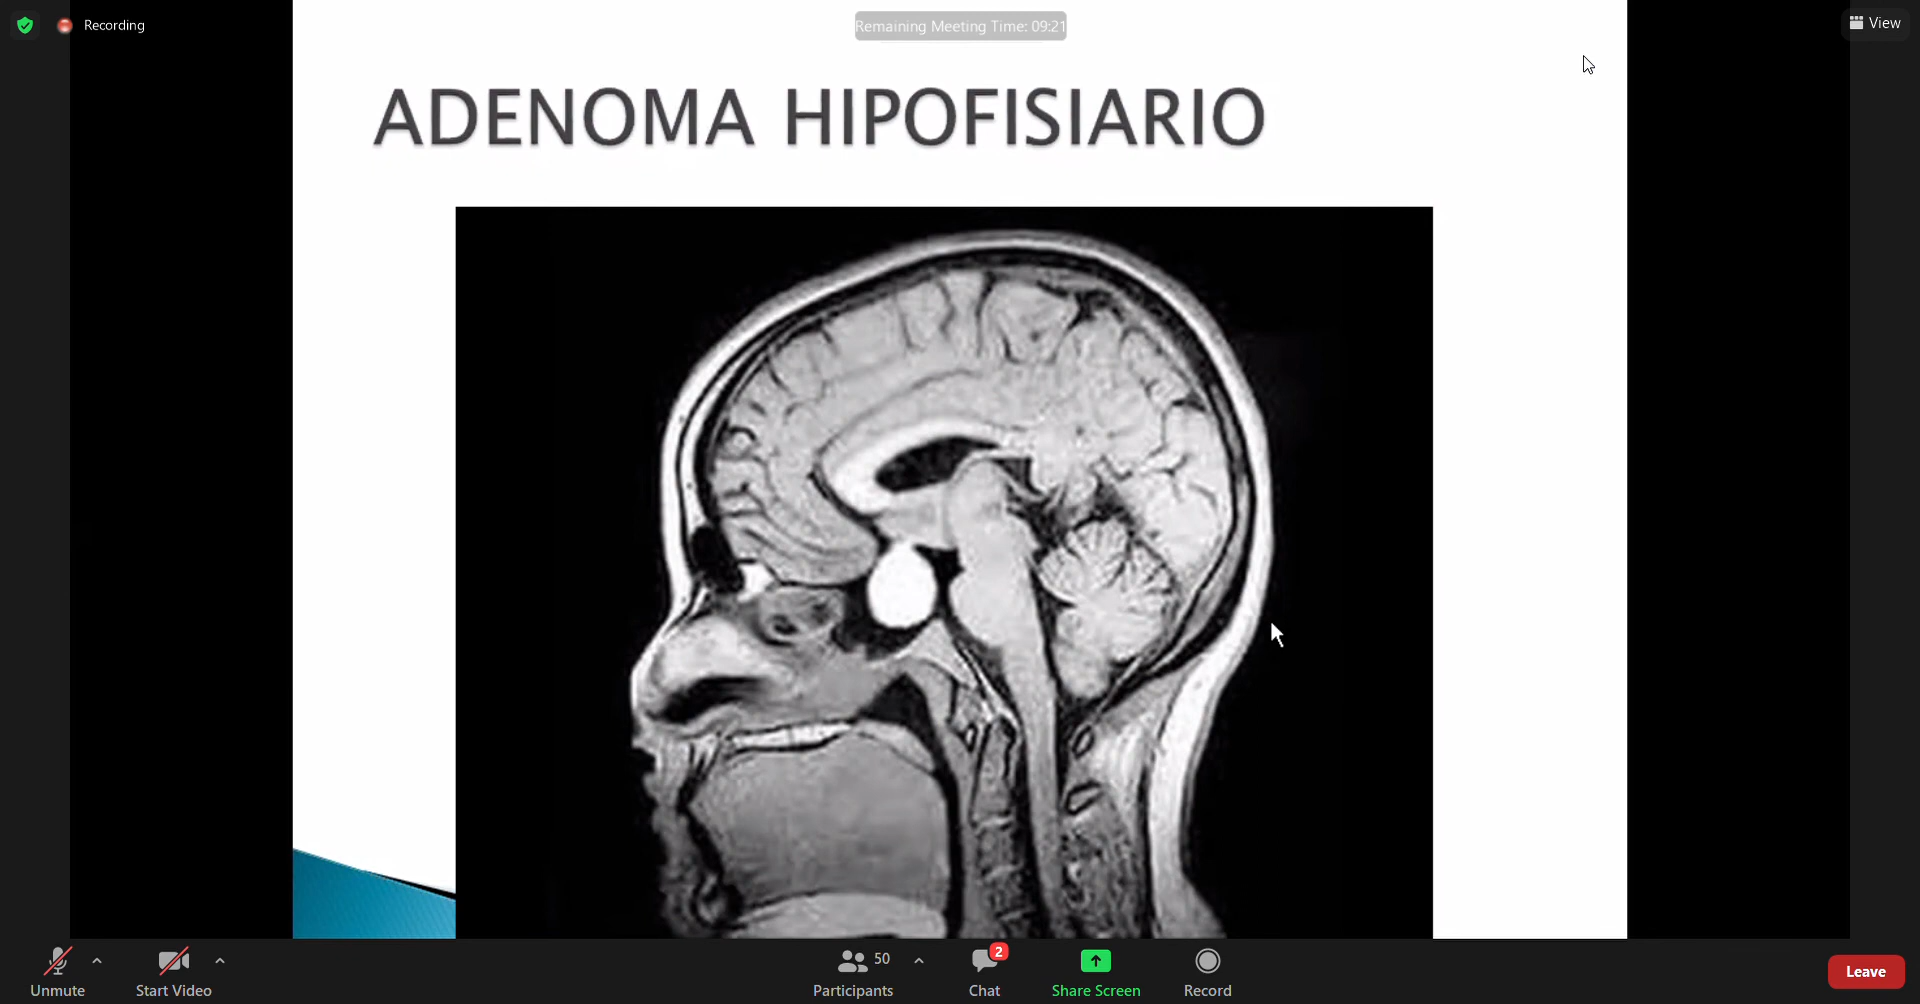 Recording
Remaining Meeting Time: 09:21
View
ADENOMA HIPOFISIARIO
50
2
Unmute
Start Video
Participants
Chat
Share Screen
Record
Leave